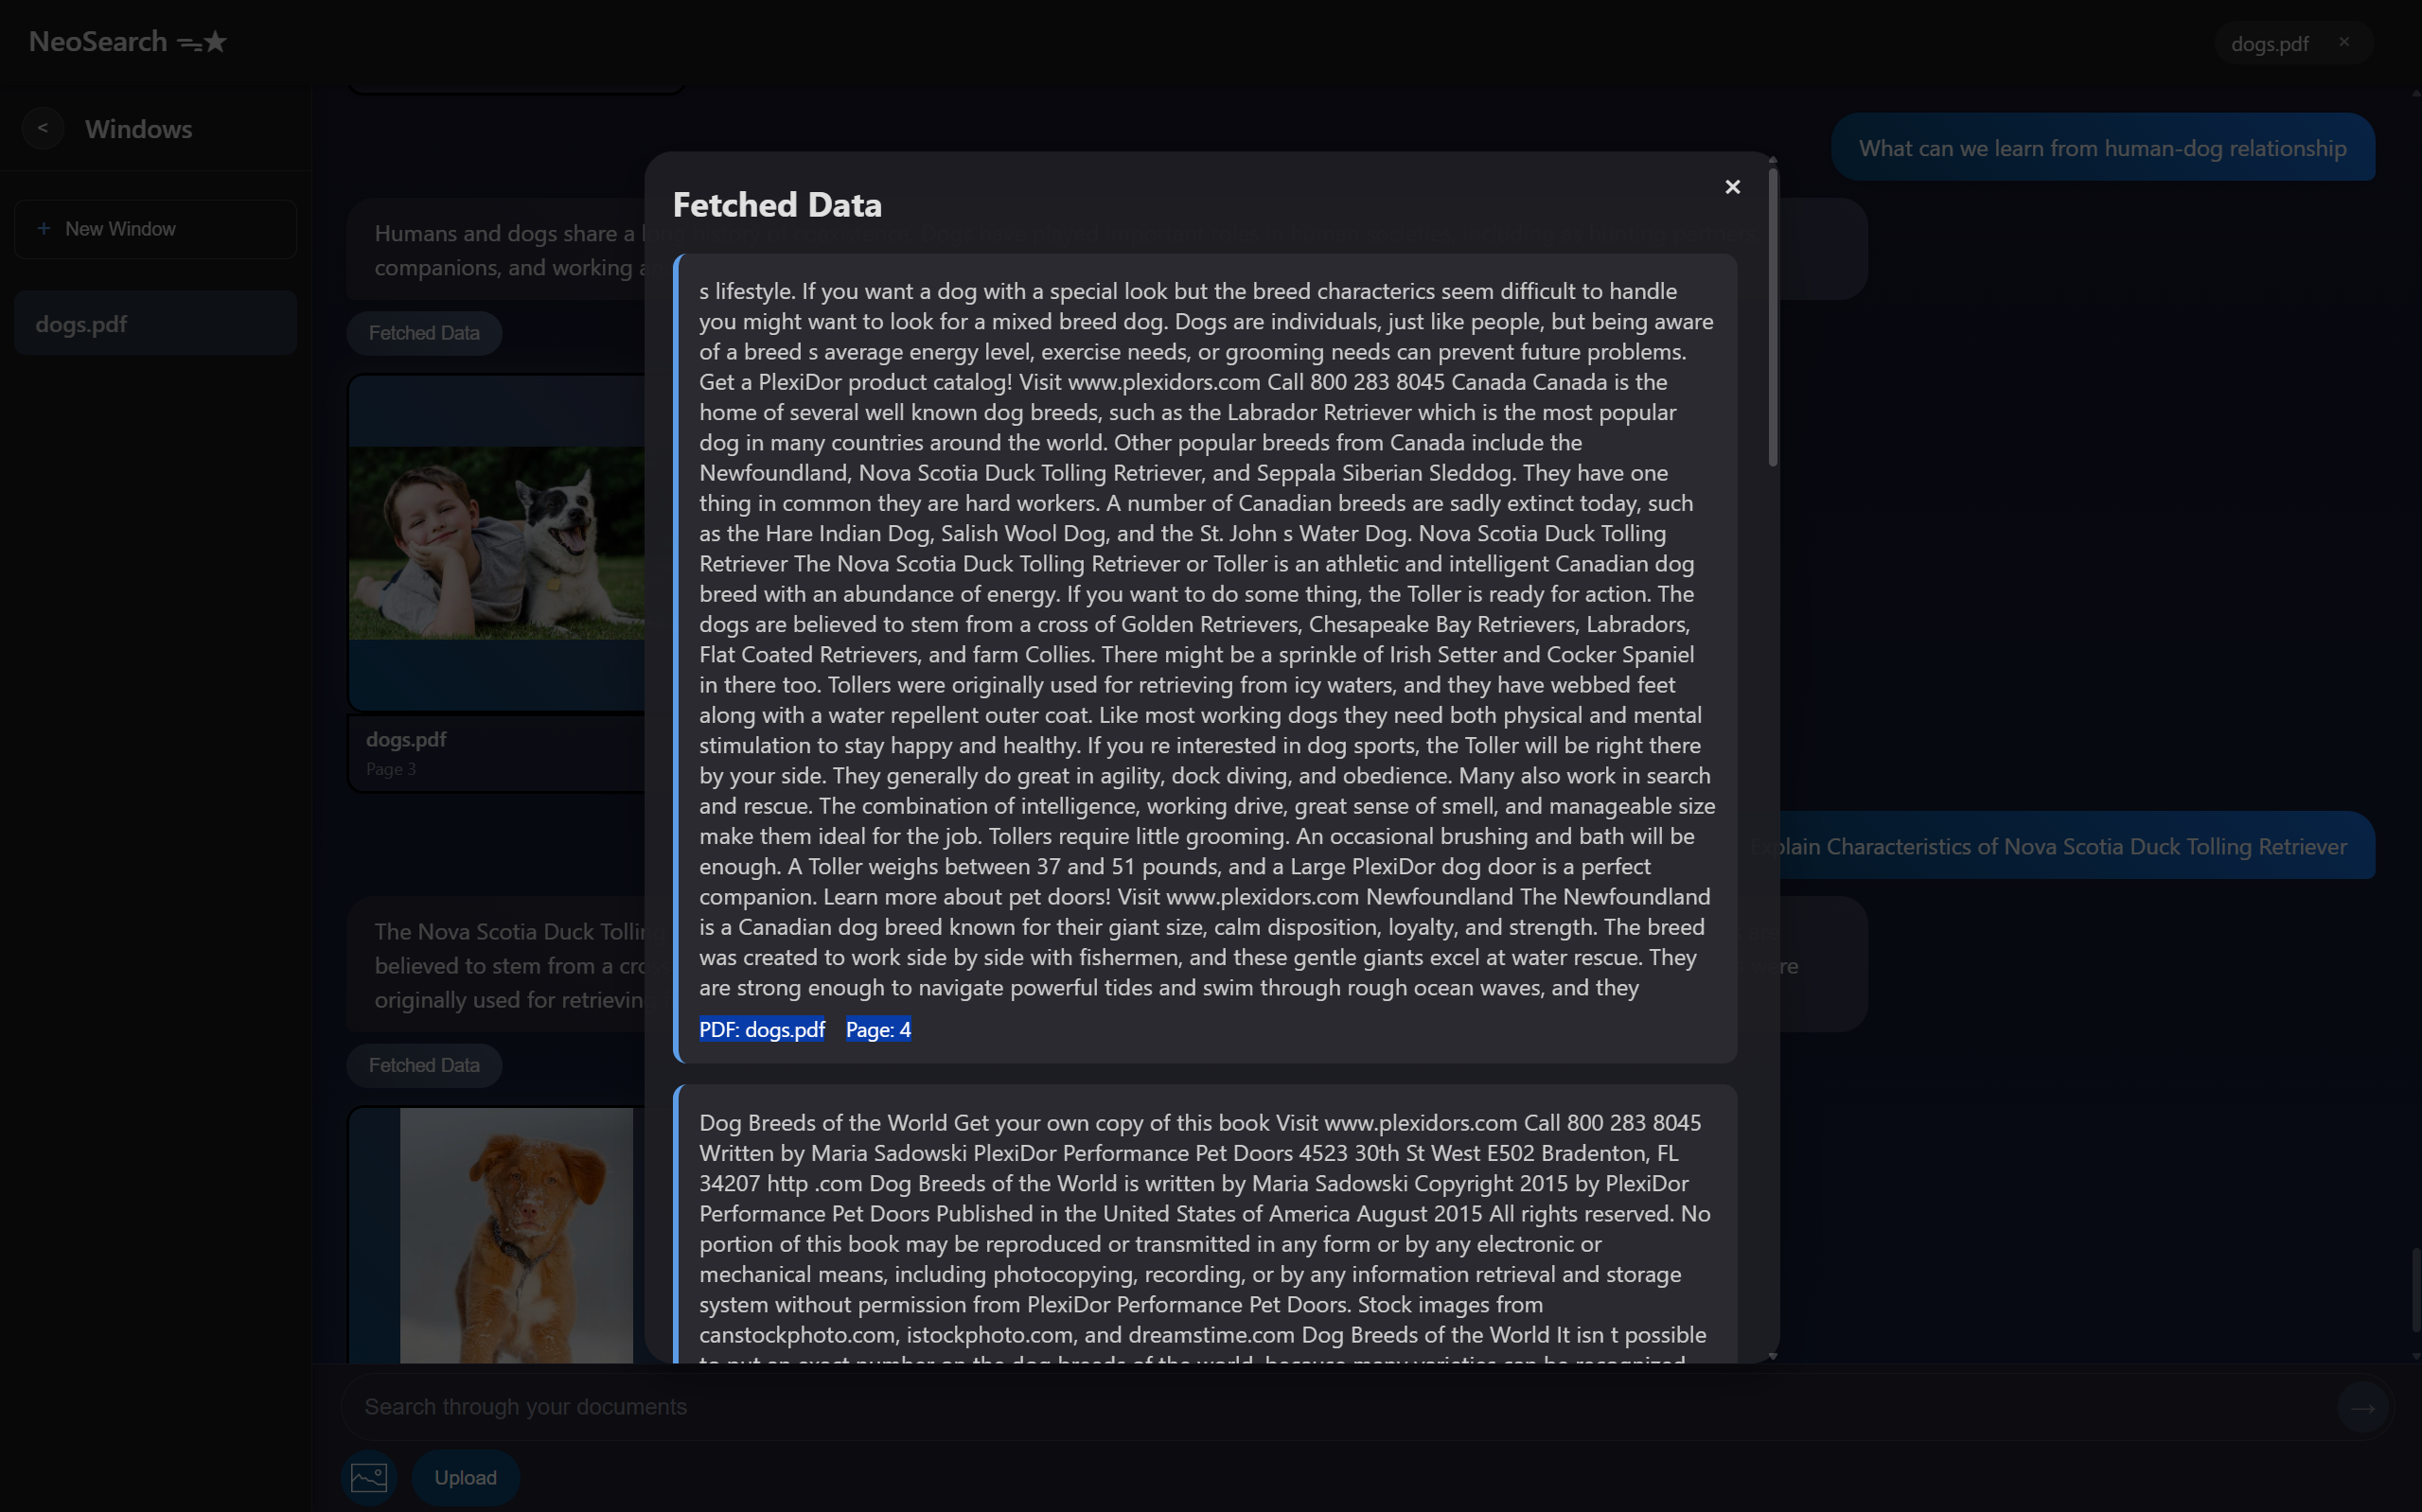 NeoSearch
dogs.pdf ×
< Windows
+ New Window
dogs.pdf
What can we learn from human-dog relationship
Humans and dogs share a
companions, and working
Fetched Data
dogs.pdf
Page 3
Explain Characteristics of Nova Scotia Duck Tolling Retriever
The Nova Scotia Duck
believed to stem from a
originally used for retrieving
were
Fetched Data
Fetched Data
×
s lifestyle. If you want a dog with a special look but the breed characterics seem difficult to handle
you might want to look for a mixed breed dog. Dogs are individuals, just like people, but being aware
of a breed s average energy level, exercise needs, or grooming needs can prevent future problems.
Get a PlexiDor product catalog! Visit www.plexidors.com Call 800 283 8045 Canada Canada is the
home of several well known dog breeds, such as the Labrador Retriever which is the most popular
dog in many countries around the world. Other popular breeds from Canada include the
Newfoundland, Nova Scotia Duck Tolling Retriever, and Seppala Siberian Sleddog. They have one
thing in common they are hard workers. A number of Canadian breeds are sadly extinct today, such
as the Hare Indian Dog, Salish Wool Dog, and the St. John s Water Dog. Nova Scotia Duck Tolling
Retriever The Nova Scotia Duck Tolling Retriever or Toller is an athletic and intelligent Canadian dog
breed with an abundance of energy. If you want to do some thing, the Toller is ready for action. The
dogs are believed to stem from a cross of Golden Retrievers, Chesapeake Bay Retrievers, Labradors,
Flat Coated Retrievers, and farm Collies. There might be a sprinkle of Irish Setter and Cocker Spaniel
in there too. Tollers were originally used for retrieving from icy waters, and they have webbed feet
along with a water repellent outer coat. Like most working dogs they need both physical and mental
stimulation to stay happy and healthy. If you re interested in dog sports, the Toller will be right there
by your side. They generally do great in agility, dock diving, and obedience. Many also work in search
and rescue. The combination of intelligence, working drive, great sense of smell, and manageable size
make them ideal for the job. Tollers require little grooming. An occasional brushing and bath will be
enough. A Toller weighs between 37 and 51 pounds, and a Large PlexiDor dog door is a perfect
companion. Learn more about pet doors! Visit www.plexidors.com Newfoundland The Newfoundland
is a Canadian dog breed known for their giant size, calm disposition, loyalty, and strength. The breed
was created to work side by side with fishermen, and these gentle giants excel at water rescue. They
are strong enough to navigate powerful tides and swim through rough ocean waves, and they
PDF: dogs.pdf Page: 4
Dog Breeds of the World Get your own copy of this book Visit www.plexidors.com Call 800 283 8045
Written by Maria Sadowski PlexiDor Performance Pet Doors 4523 30th St West E502 Bradenton, FL
34207 http .com Dog Breeds of the World is written by Maria Sadowski Copyright 2015 by PlexiDor
Performance Pet Doors Published in the United States of America August 2015 All rights reserved. No
portion of this book may be reproduced or transmitted in any form or by any electronic or
mechanical means, including photocopying, recording, or by any information retrieval and storage
system without permission from PlexiDor Performance Pet Doors. Stock images from
canstockphoto.com, istockphoto.com, and dreamstime.com Dog Breeds of the World It isn t possible
to put an exact number on the dog breeds of the world, because many varieties can be recognized
Search through your documents
→
Upload